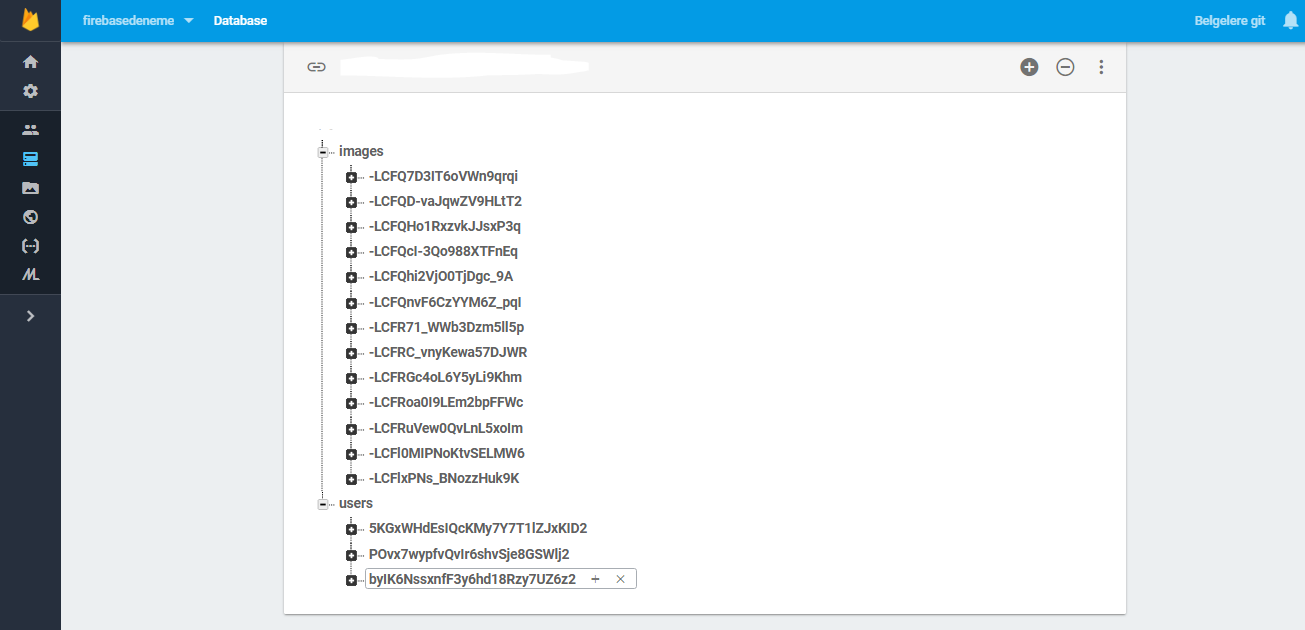 firebasedeneme Database Belgelere git
images
-LCFQ7D3IT6oVWn9qrqi
-LCFQD-vaJqwZV9HLtT2
-LCFQHo1RxzvkJJsxP3q
-LCFQcI-3Qo988XTFnEq
-LCFQhi2VjO0TjDgc_9A
-LCFQnvF6CzYYM6Z_pqI
-LCFR71_WWb3Dzm5ll5p
-LCFRC_vnyKewa57DJWR
-LCFRGc4oL6Y5yLi9Khm
-LCFRoa0I9LEm2bpFFWc
-LCFRuVew0QvLnL5xoIm
-LCFl0MIPNoKtvSELMW6
-LCFlxPNs_BNozzHuk9K
users
5KGxWHdEsIQcKMy7Y7T1lZJxKID2
POvx7wypfvQvIr6shvSje8GSWlj2
byIK6NssxnfF3y6hd18Rzy7UZ6z2